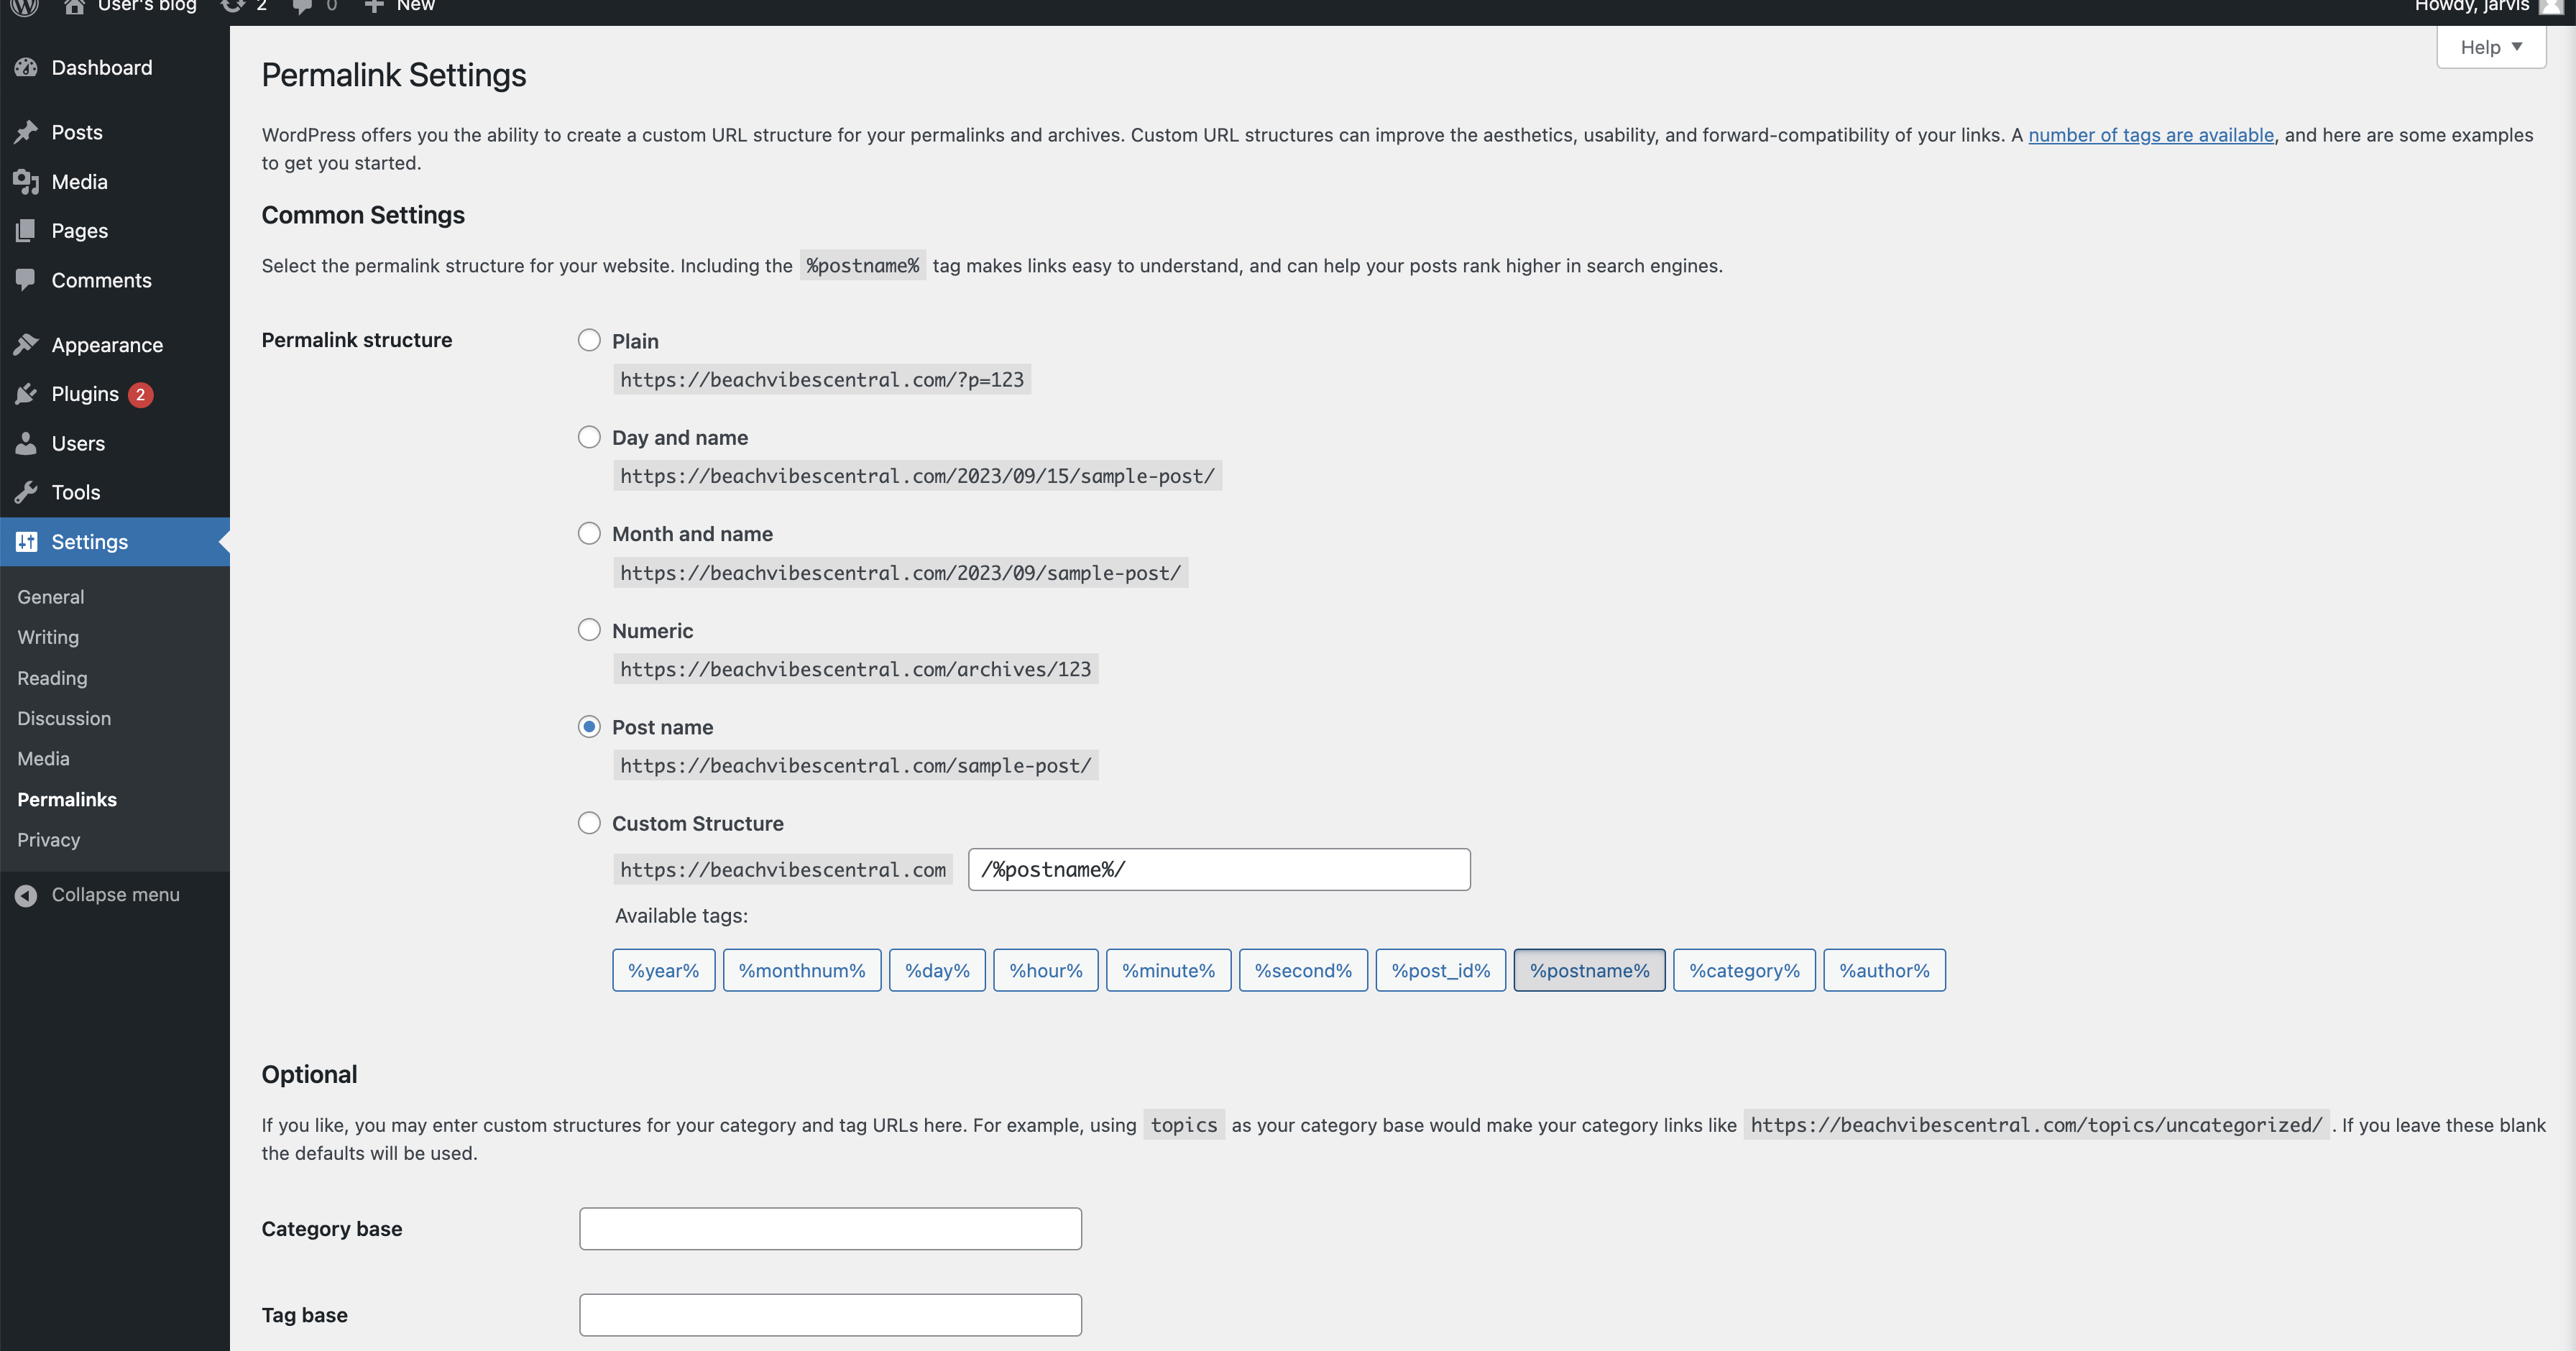 User's blog 2 0 New
Howdy, jarvis
Help
Dashboard
Posts
Media
Pages
Comments
Appearance
Plugins 2
Users
Tools
Settings
General
Writing
Reading
Discussion
Media
Permalinks
Privacy
Collapse menu
Permalink Settings
WordPress offers you the ability to create a custom URL structure for your permalinks and archives. Custom URL structures can improve the aesthetics, usability, and forward-compatibility of your links. A number of tags are available, and here are some examples
to get you started.
Common Settings
Select the permalink structure for your website. Including the %postname% tag makes links easy to understand, and can help your posts rank higher in search engines.
Permalink structure
Plain
https://beachvibescentral.com/?p=123
Day and name
https://beachvibescentral.com/2023/09/15/sample-post/
Month and name
https://beachvibescentral.com/2023/09/sample-post/
Numeric
https://beachvibescentral.com/archives/123
Post name
https://beachvibescentral.com/sample-post/
Custom Structure
https://beachvibescentral.com /%postname%/
Available tags:
%year% %monthnum% %day% %hour% %minute% %second% %post_id% %postname% %category% %author%
Optional
If you like, you may enter custom structures for your category and tag URLs here. For example, using topics as your category base would make your category links like https://beachvibescentral.com/topics/uncategorized/ . If you leave these blank
the defaults will be used.
Category base
Tag base